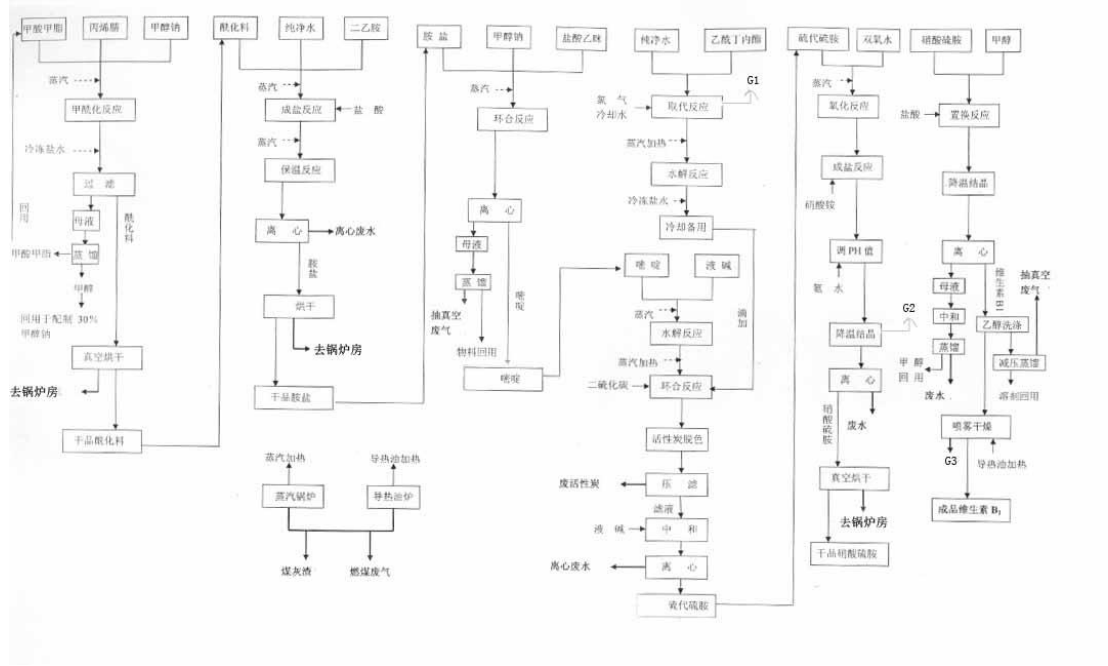 甲酸甲脂
丙烯腈
甲醇钠
蒸汽
甲酰化反应
冷冻盐水
过滤
回用
母液
酰化料
甲酸甲脂
蒸馏
甲醇
回用于配制 30%
甲醇钠
真空烘干
去锅炉房
干品酰化料
酰化料
纯净水
二乙胺
蒸汽
成盐反应
盐 酸
蒸汽
保温反应
离 心
离心废水
胺盐
烘干
去锅炉房
干品胺盐
蒸汽加热
导热油加热
蒸汽锅炉
导热油炉
煤灰渣
燃煤废气
胺 盐
甲醇钠
盐酸乙咪
蒸汽
环合反应
离 心
母液
蒸 馏
嘧啶
抽真空
废气
物料回用
嘧啶
纯净水
乙酰丁内酯
G1
氯 气
冷却水
取代反应
蒸汽加热
水解反应
冷冻盐水
冷却备用
嘧 啶
液 碱
滴加
蒸汽
水解反应
蒸汽加热
二硫化碳
环合反应
活性炭脱色
废活性炭
压 滤
滤液
液 碱
中 和
离心废水
离 心
硫代硫胺
硫代硫胺
双氧水
蒸汽
氧化反应
成盐反应
硝酸铵
调PH值
氨 水
G2
降温结晶
离 心
硝酸硫胺
废水
真空烘干
去锅炉房
干品硝酸硫胺
硝酸硫胺
甲醇
盐酸
置换反应
降温结晶
离 心
母液
维生素B1
抽真空
废气
中和
乙醇洗涤
蒸馏
减压蒸馏
甲 醇
回 用
废水
溶剂回用
喷雾干燥
G3
导热油加热
成品维生素 B₁